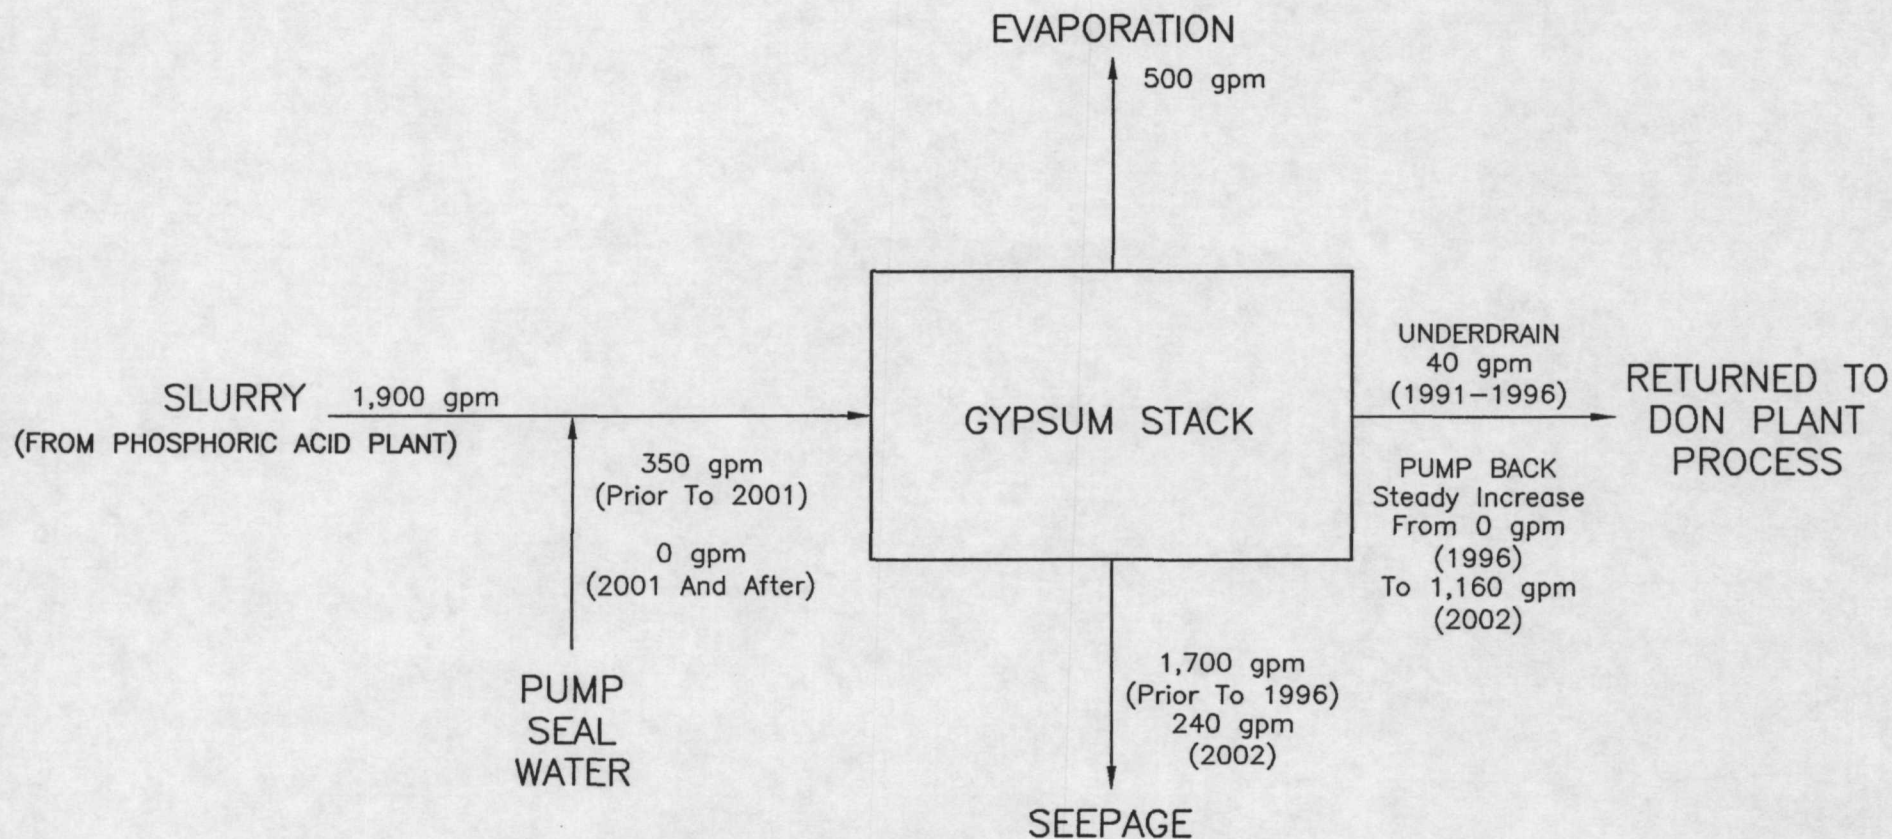 EVAPORATION
500 gpm
SLURRY
1,900 gpm
(FROM PHOSPHORIC ACID PLANT)
350 gpm
(Prior To 2001)
0 gpm
(2001 And After)
PUMP
SEAL
WATER
GYPSUM STACK
UNDERDRAIN
40 gpm
(1991-1996)
PUMP BACK
Steady Increase
From 0 gpm
(1996)
To 1,160 gpm
(2002)
RETURNED TO
DON PLANT
PROCESS
1,700 gpm
(Prior To 1996)
240 gpm
(2002)
SEEPAGE